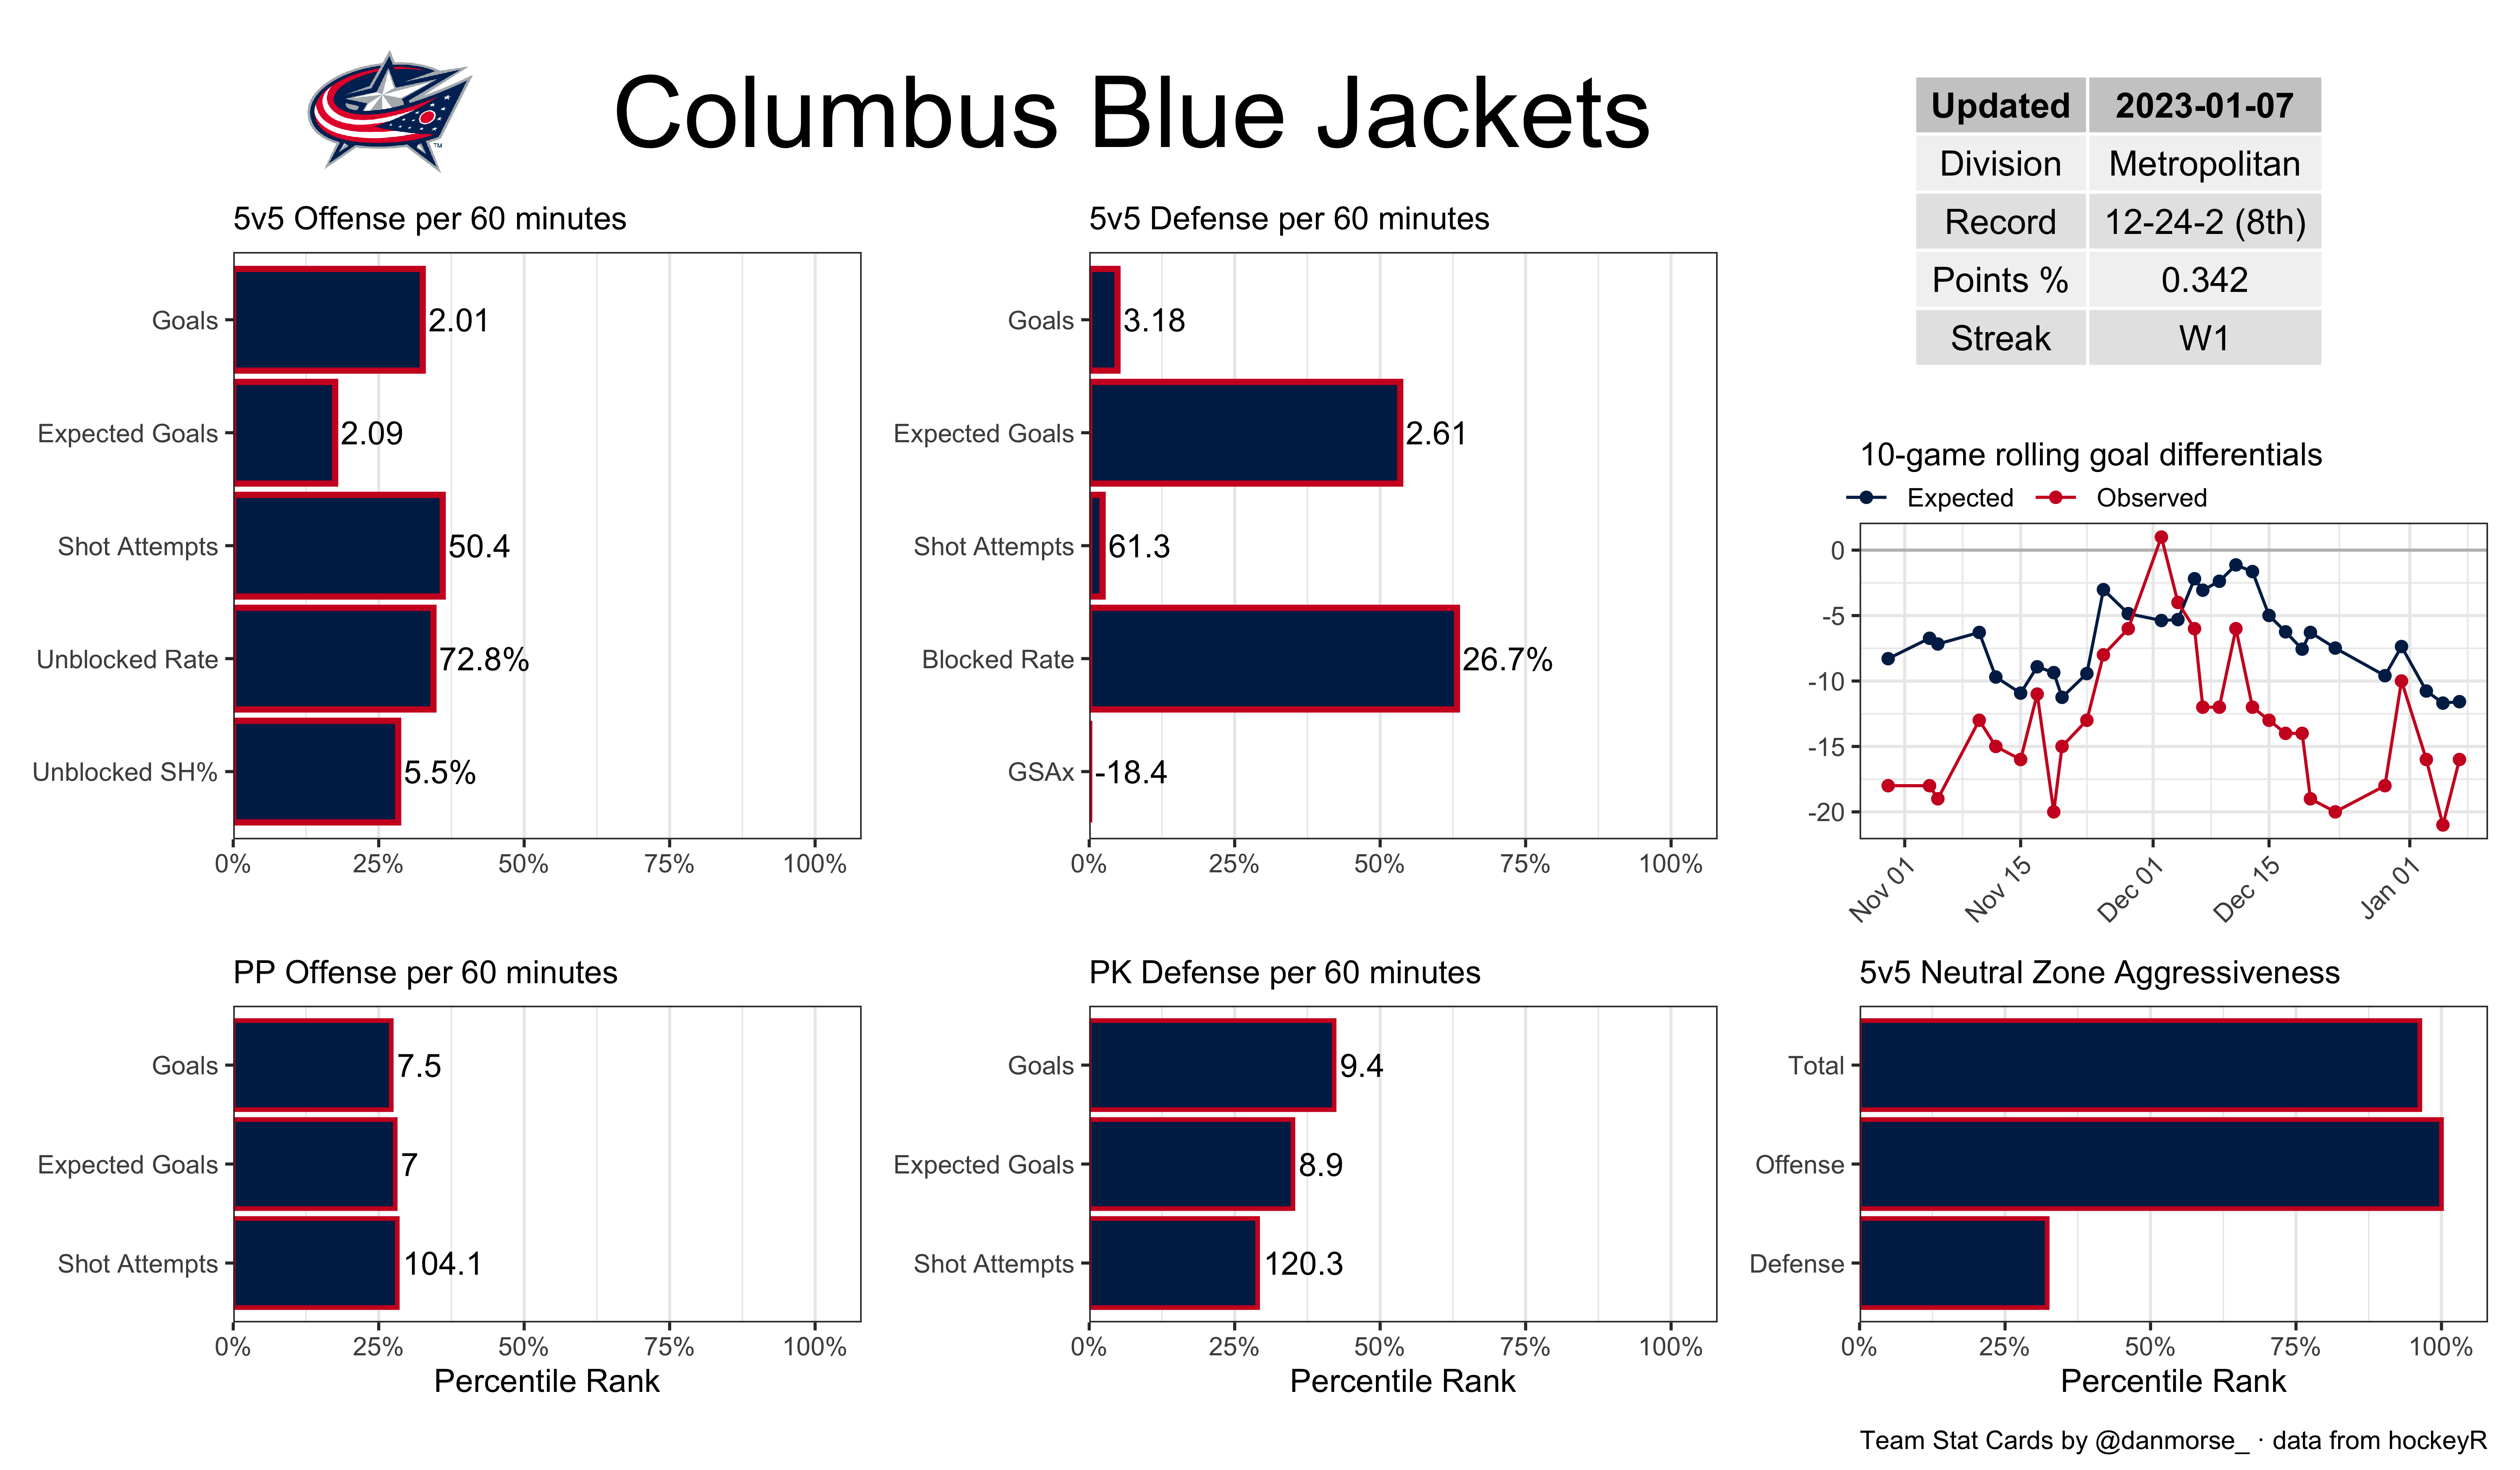 Columbus Blue Jackets
Updated 2023-01-07
Division Metropolitan
Record 12-24-2 (8th)
Points % 0.342
Streak W1
5v5 Offense per 60 minutes
Goals 2.01
Expected Goals 2.09
Shot Attempts 50.4
Unblocked Rate 72.8%
Unblocked SH% 5.5%
0% 25% 50% 75% 100%
5v5 Defense per 60 minutes
Goals 3.18
Expected Goals 2.61
Shot Attempts 61.3
Blocked Rate 26.7%
GSAx -18.4
0% 25% 50% 75% 100%
10-game rolling goal differentials
Expected Observed
0
-5
-10
-15
-20
Nov 01 Nov 15 Dec 01 Dec 15 Jan 01
PP Offense per 60 minutes
Goals 7.5
Expected Goals 7
Shot Attempts 104.1
0% 25% 50% 75% 100%
Percentile Rank
PK Defense per 60 minutes
Goals 9.4
Expected Goals 8.9
Shot Attempts 120.3
0% 25% 50% 75% 100%
Percentile Rank
5v5 Neutral Zone Aggressiveness
Total
Offense
Defense
0% 25% 50% 75% 100%
Percentile Rank
Team Stat Cards by @danmorse_ · data from hockeyR